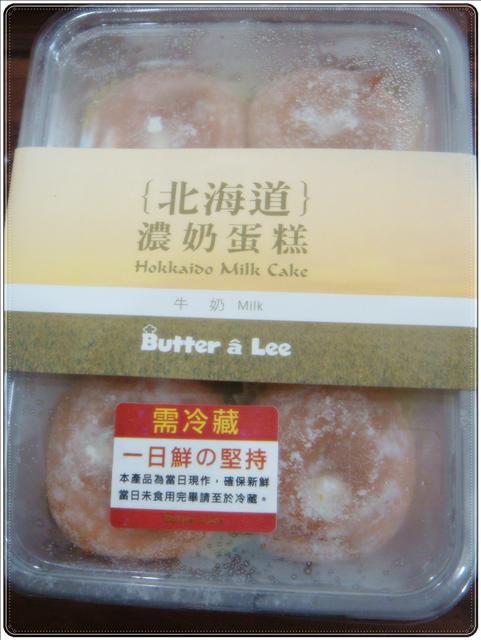 {北海道}
濃奶蛋糕
Hokkaido Milk Cake
牛 奶 Milk
Butter â Lee
需冷藏
一日鮮の堅持
本產品為當日現作，確保新鮮
當日未食用完畢請至於冷藏。
Butter â Lee